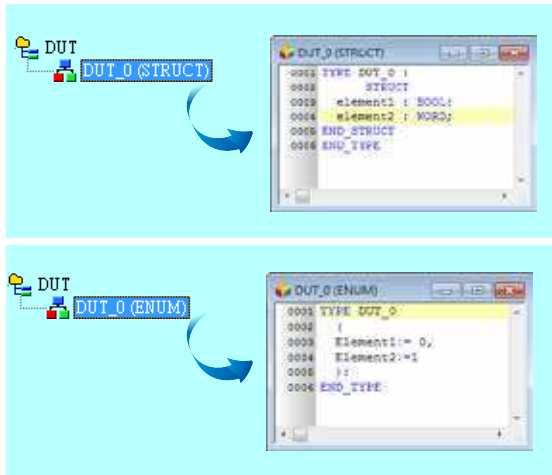 DUT
DUT_0 (STRUCT)
DUT_0 (STRUCT)
0001 TYPE DUT_0 :
0002 STRUCT
0003 element1 : BOOL;
0004 element2 : WORD;
0005 END_STRUCT
0006 END_TYPE
DUT
DUT_0 (ENUM)
DUT_0 (ENUM)
0001 TYPE DUT_0
0002 (
0003 Element1:= 0,
0004 Element2:=1
0005 );
0006 END_TYPE